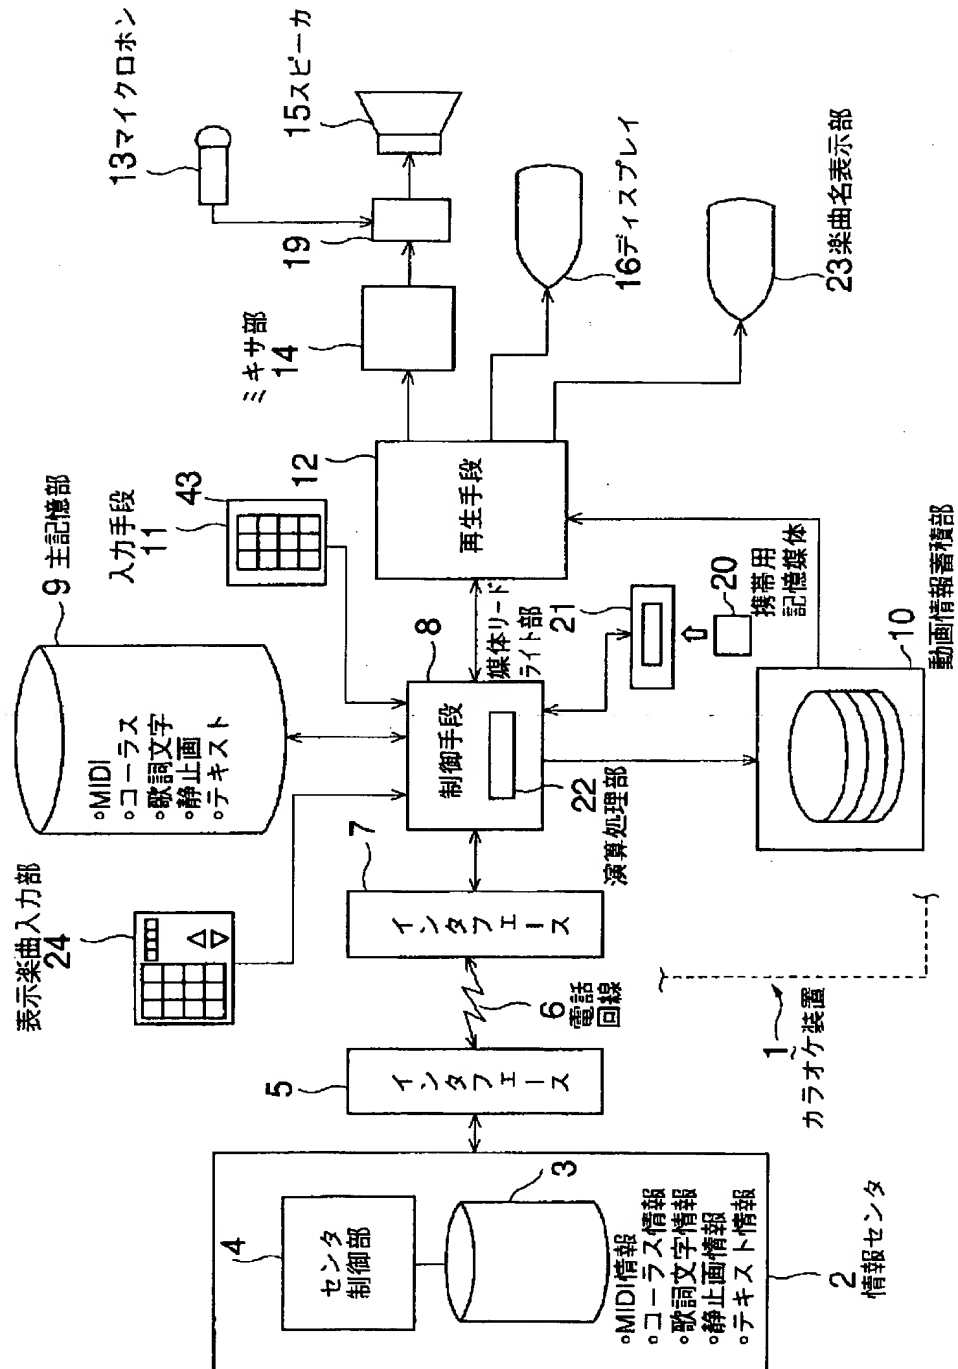 4
センタ
制御部
3
○MIDI情報
○コーラス情報
○歌詞文字情報
○静止画情報
○テキスト情報
2
情報センタ
5
インタフェース
6
電話
回線
7
インタフェース
1
カラオケ装置
表示楽曲入力部
24
9主記憶部
○MIDI
○コーラス
○歌詞文字
○静止画
○テキスト
入力手段
11
43
8
制御手段
22
演算処理部
媒体リード
ライト部
21
20
携帯用
記憶媒体
10
動画情報蓄積部
12
再生手段
ミキサ部
14
19
13マイクロホン
15スピーカ
16ディスプレイ
23楽曲名表示部